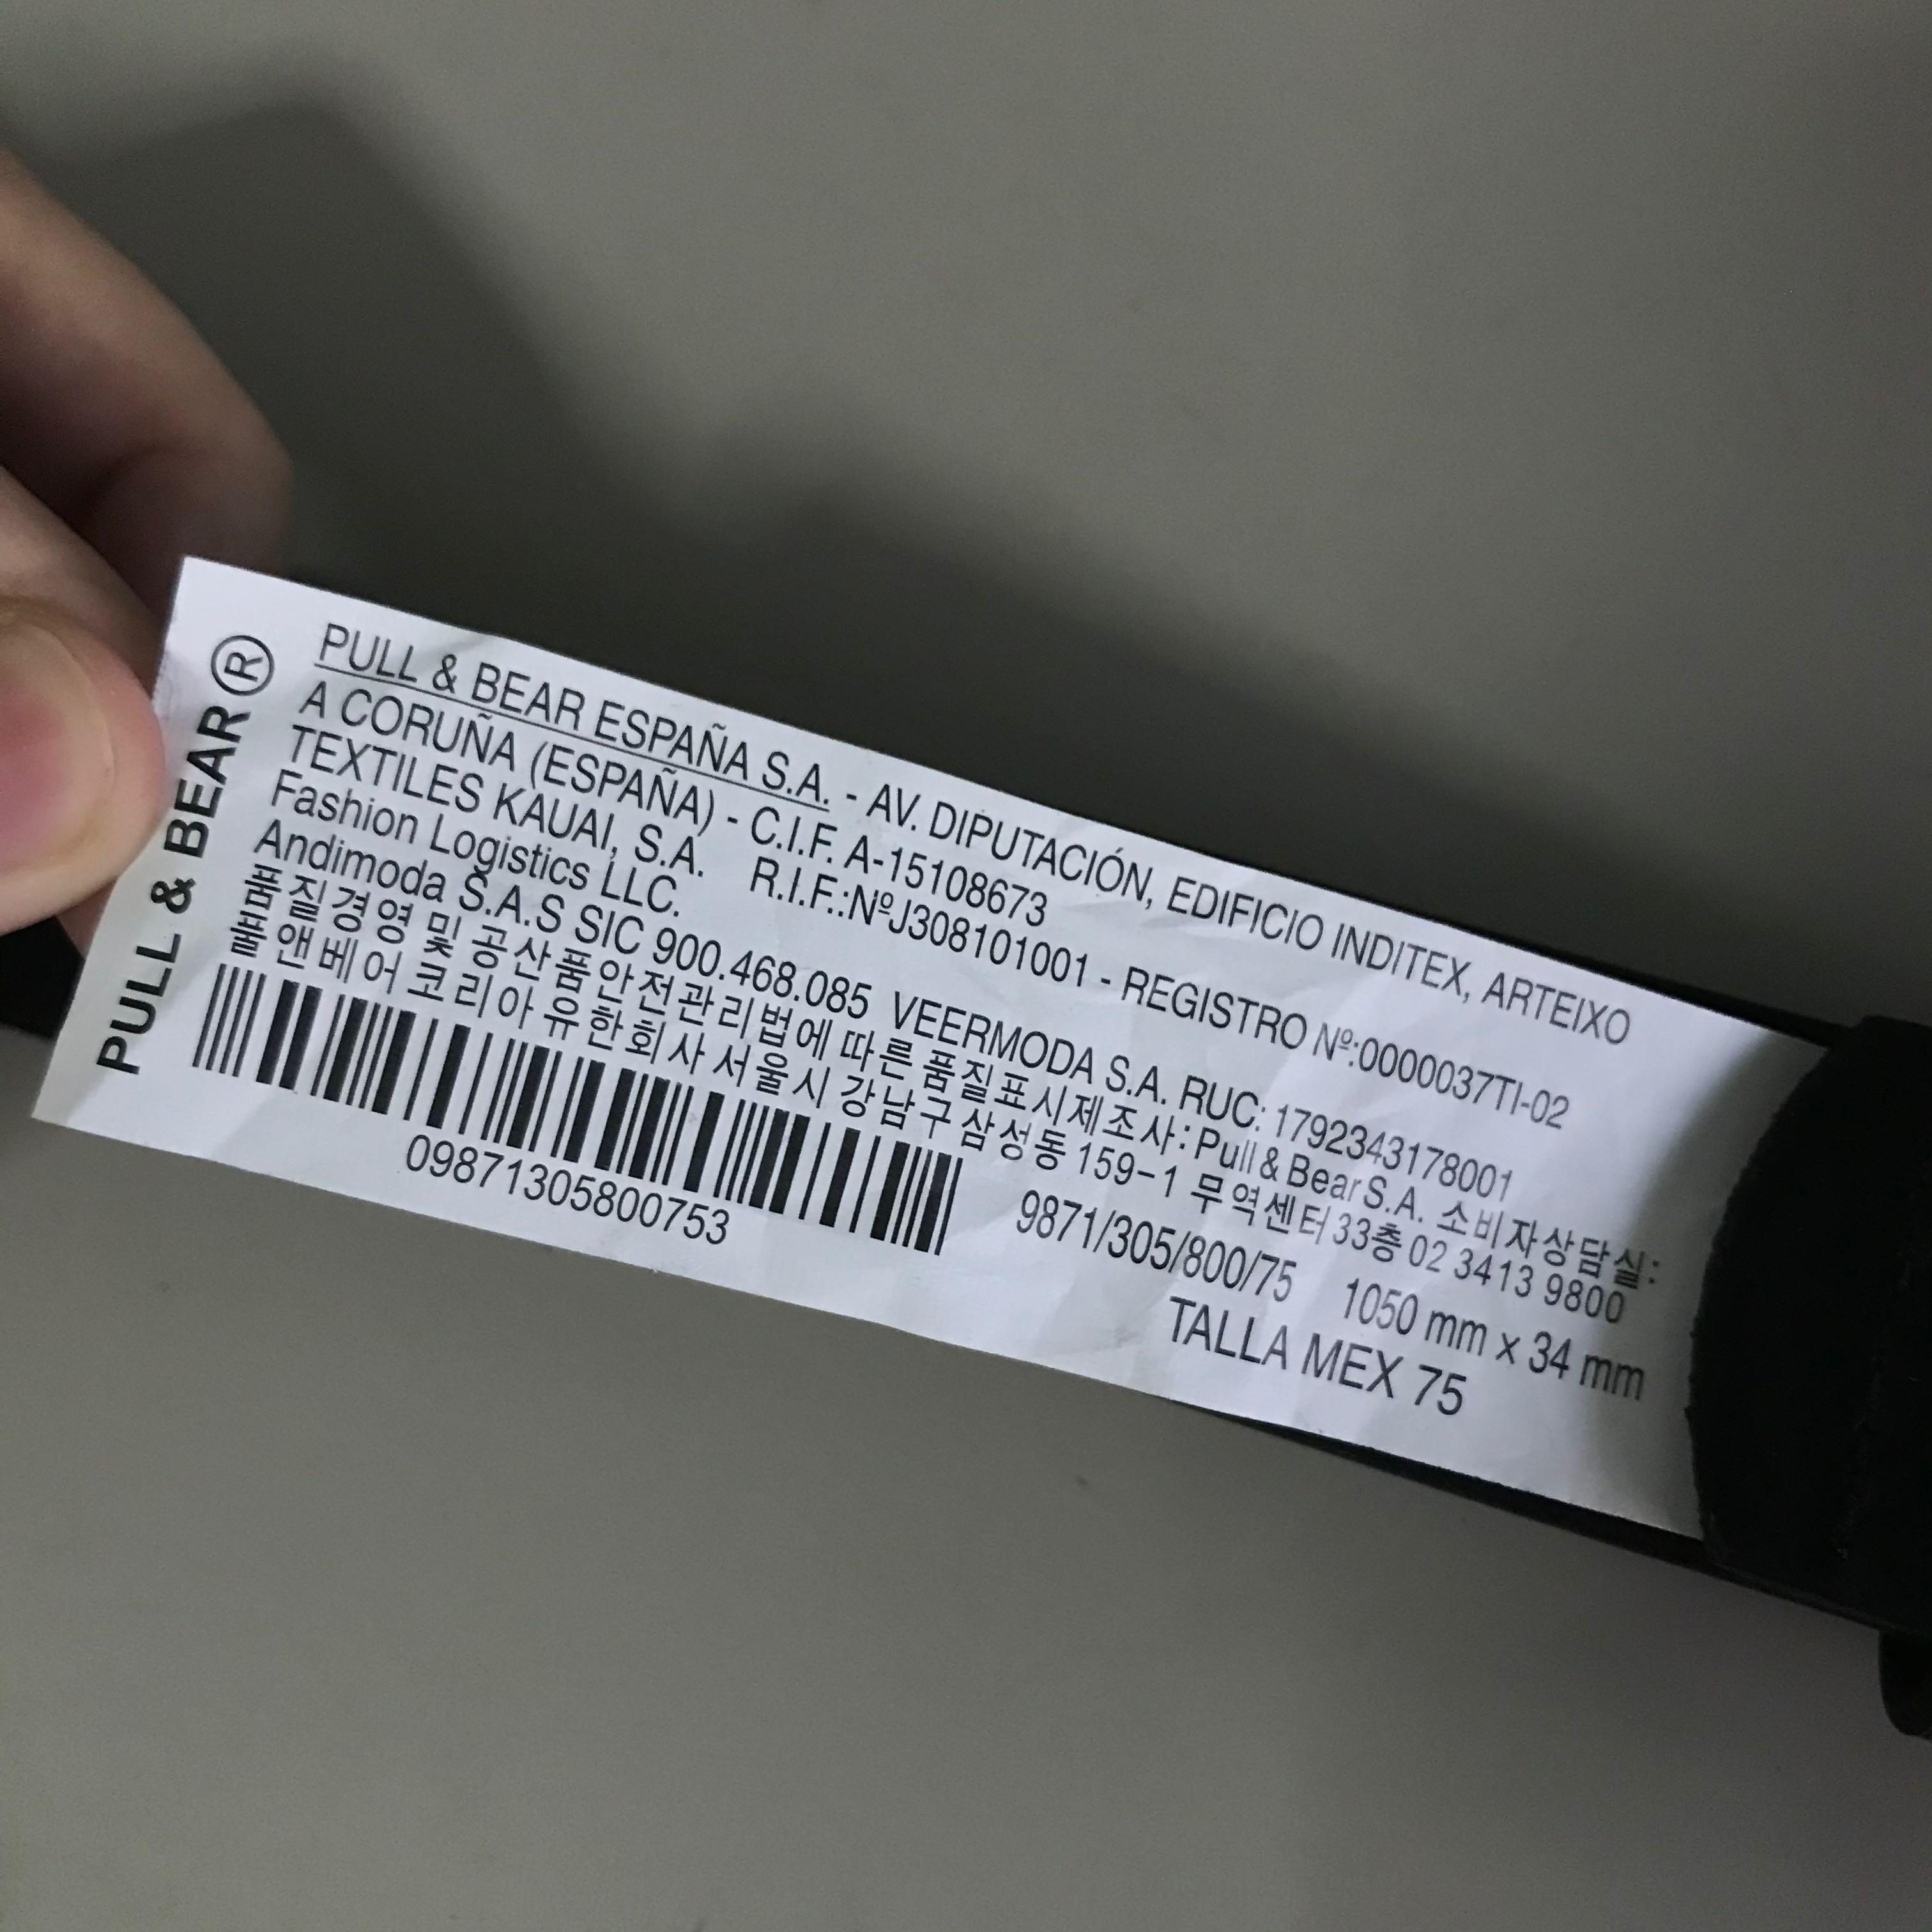 PULL & BEAR®
PULL & BEAR ESPAÑA S.A. - AV. DIPUTACIÓN, EDIFICIO INDITEX, ARTEIXO
A CORUÑA (ESPAÑA) - C.I.F. A-15108673
TEXTILES KAUAI, S.A. R.I.F.:NºJ308101001 - REGISTRO Nº:0000037TI-02
Fashion Logistics LLC.
Andimoda S.A.S SIC 900.468.085 VEERMODA S.A. RUC: 1792343178001
품질경영 및 공산품안전관리법에 따른 품질표시제조사: Pull & Bear S.A. 소비자상담실:
풀앤베어코리아 유한회사 서울시 강남구 삼성동 159-1 무역센터 33층 02 3413 9800
09871305800753
9871/305/800/75 1050 mm x 34 mm
TALLA MEX 75